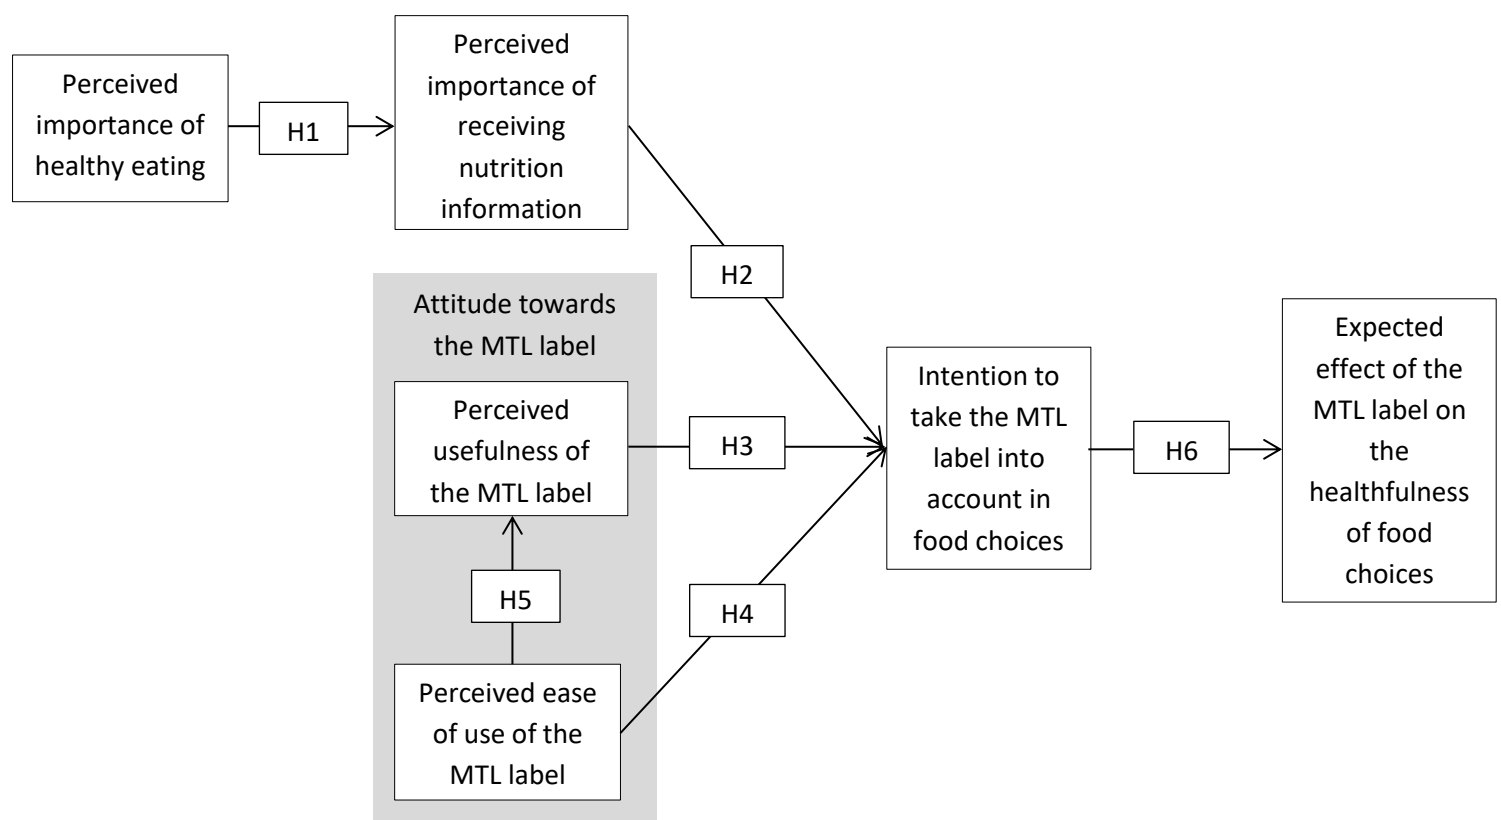 Perceived
importance of
healthy eating
H1
Perceived
importance of
receiving
nutrition
information
H2
Attitude towards
the MTL label
Perceived
usefulness of
the MTL label
H3
H5
Perceived ease
of use of the
MTL label
H4
Intention to
take the MTL
label into
account in
food choices
H6
Expected
effect of the
MTL label on
the
healthfulness
of food
choices